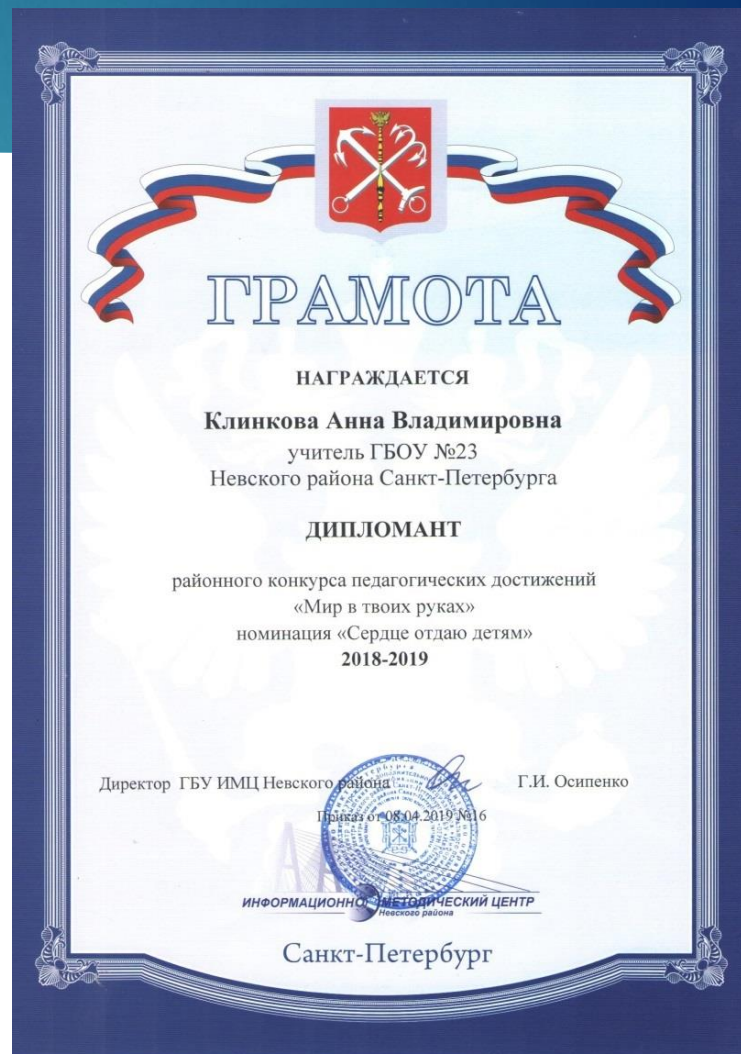 ГРАМОТА
НАГРАЖДАЕТСЯ
Клинкова Анна Владимировна
учитель ГБОУ №23
Невского района Санкт-Петербурга
ДИПЛОМАНТ
районного конкурса педагогических достижений
«Мир в твоих руках»
номинация «Сердце отдаю детям»
2018-2019
Директор ГБУ ИМЦ Невского района Г.И. Осипенко
Приказ от 08.04.2019 №16
ИНФОРМАЦИОННО МЕТОДИЧЕСКИЙ ЦЕНТР
Невского района
Санкт-Петербург